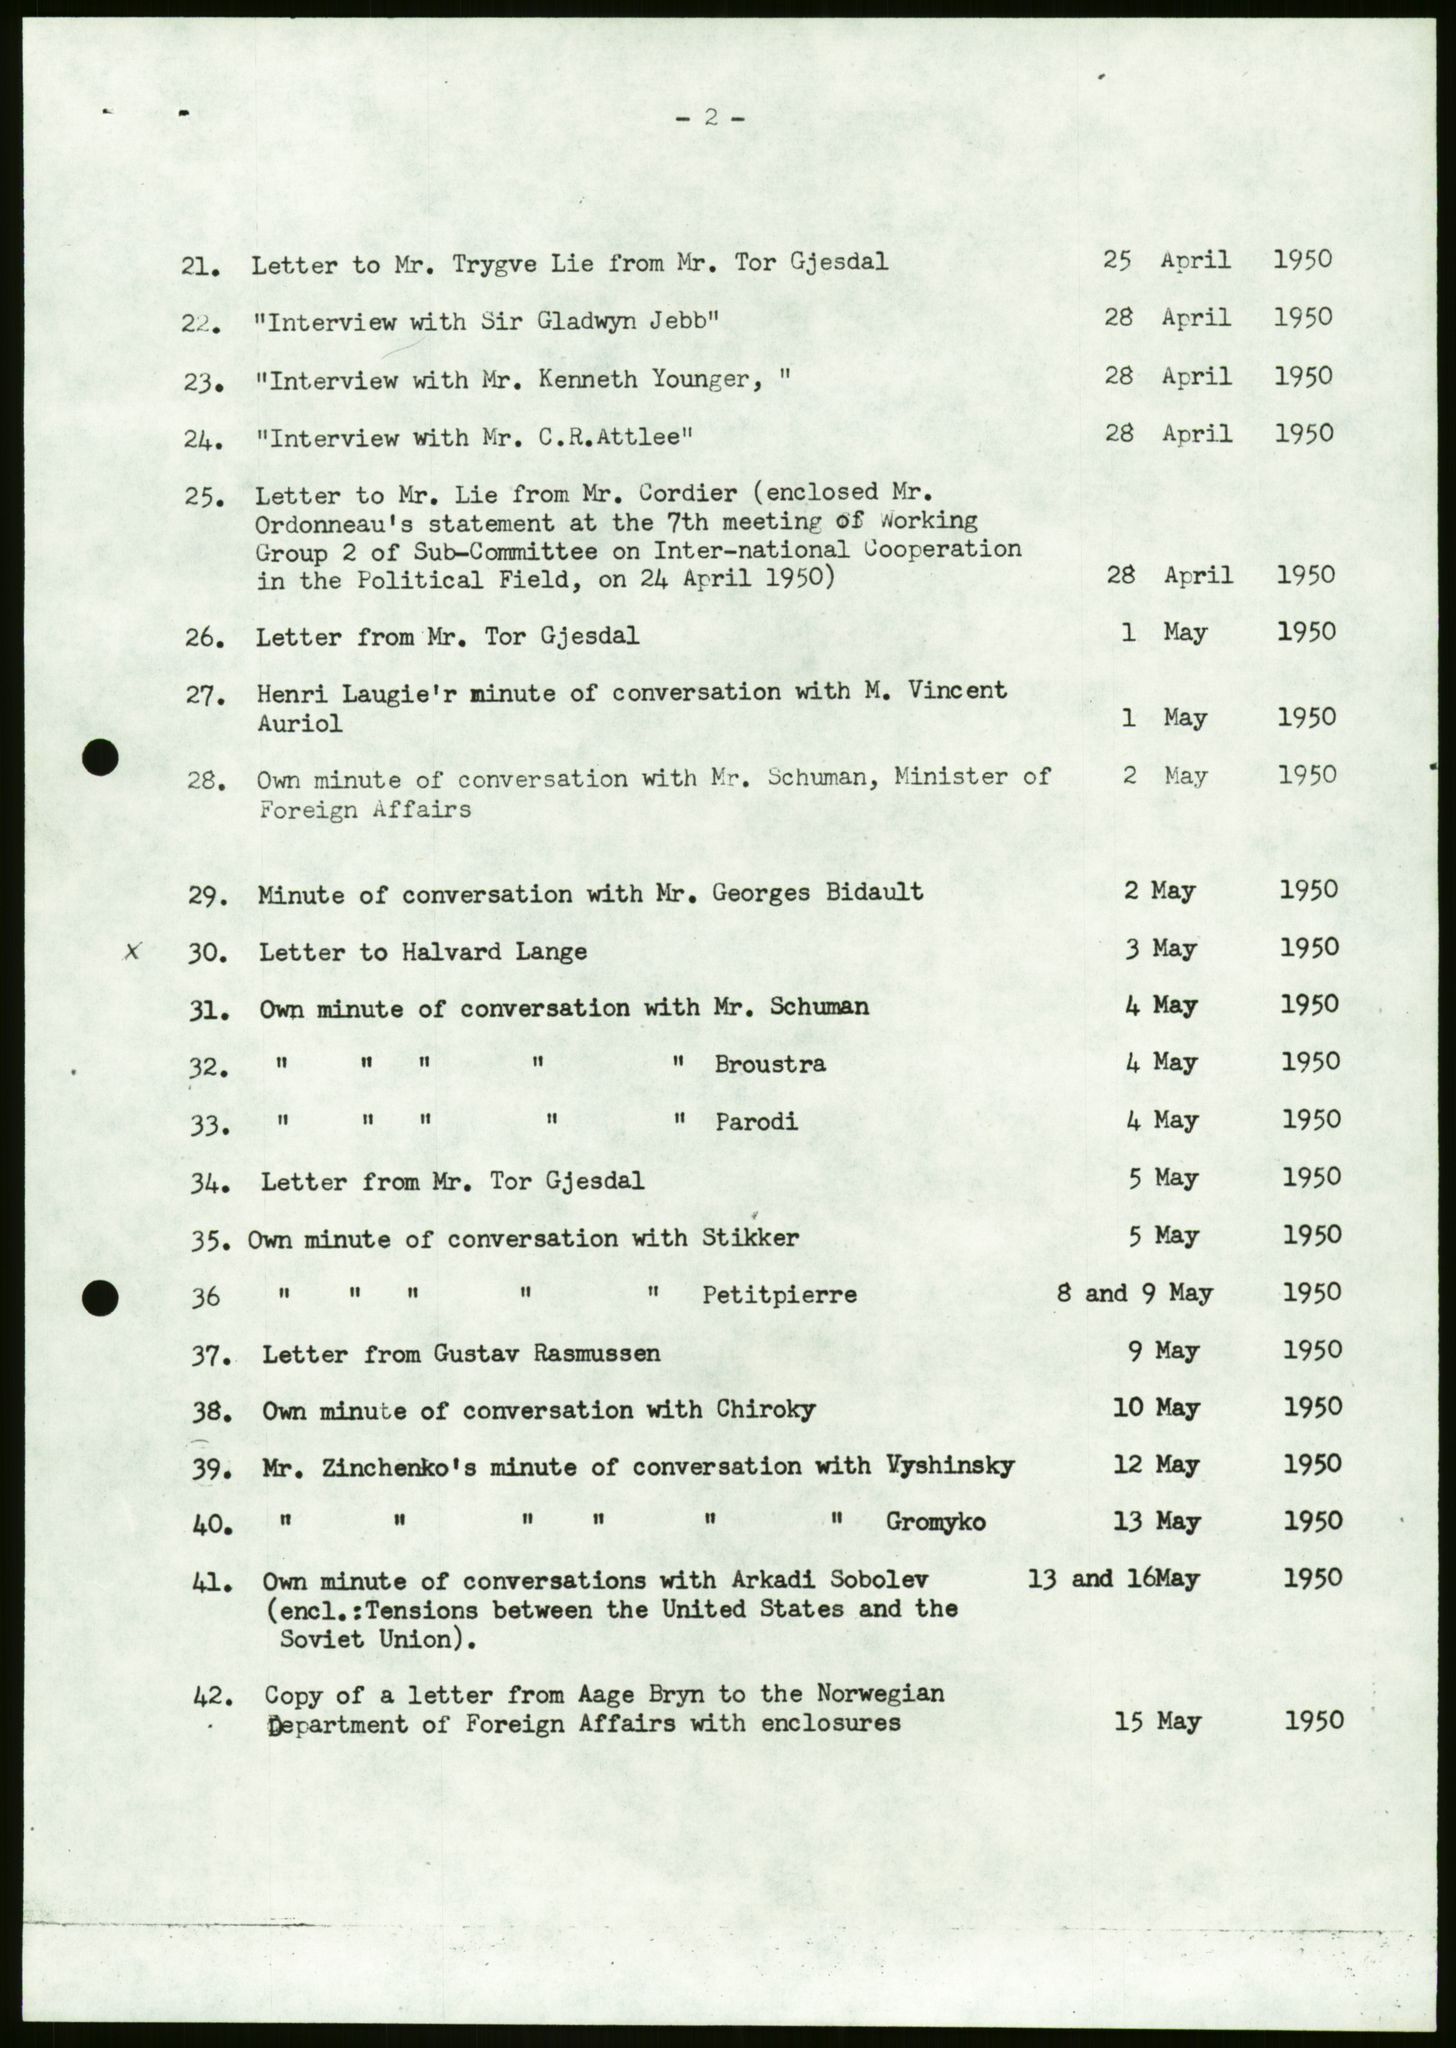 - 2 -
21. Letter to Mr. Trygve Lie from Mr. Tor Gjesdal 25 April 1950
22. "Interview with Sir Gladwyn Jebb" 28 April 1950
23. "Interview with Mr. Kenneth Younger, " 28 April 1950
24. "Interview with Mr. C.R.Attlee" 28 April 1950
25. Letter to Mr. Lie from Mr. Cordier (enclosed Mr.
Ordonneau's statement at the 7th meeting of Working
Group 2 of Sub-Committee on Inter-national Cooperation
in the Political Field, on 24 April 1950) 28 April 1950
26. Letter from Mr. Tor Gjesdal 1 May 1950
27. Henri Laugie'r minute of conversation with M. Vincent
Auriol 1 May 1950
28. Own minute of conversation with Mr. Schuman, Minister of 2 May 1950
Foreign Affairs
29. Minute of conversation with Mr. Georges Bidault 2 May 1950
x 30. Letter to Halvard Lange 3 May 1950
31. Own minute of conversation with Mr. Schuman 4 May 1950
32. " " " " " Broustra 4 May 1950
33. " " " " " Parodi 4 May 1950
34. Letter from Mr. Tor Gjesdal 5 May 1950
35. Own minute of conversation with Stikker 5 May 1950
36 " " " " " Petitpierre 8 and 9 May 1950
37. Letter from Gustav Rasmussen 9 May 1950
38. Own minute of conversation with Chiroky 10 May 1950
39. Mr. Zinchenko's minute of conversation with Vyshinsky 12 May 1950
40. " " " " " " Gromyko 13 May 1950
41. Own minute of conversations with Arkadi Sobolev 13 and 16May 1950
(encl.:Tensions between the United States and the
Soviet Union).
42. Copy of a letter from Aage Bryn to the Norwegian
Department of Foreign Affairs with enclosures 15 May 1950